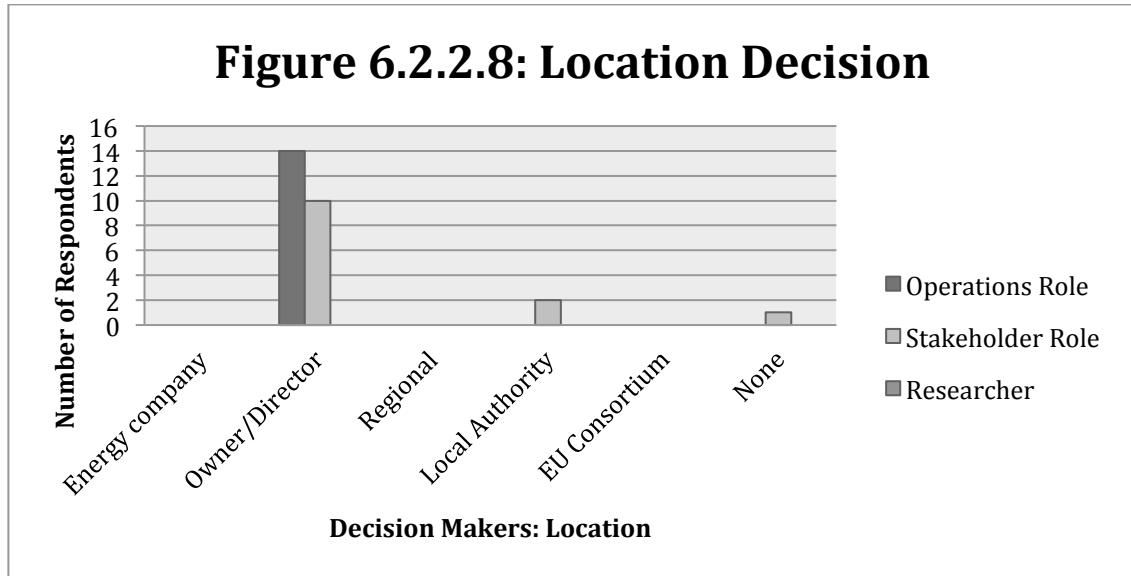 Figure 6.2.2.8: Location Decision
Number of Respondents
16
14
12
10
8
6
4
2
0
Energy company
Owner/Director
Regional
Local Authority
EU Consortium
None
Decision Makers: Location
Operations Role
Stakeholder Role
Researcher